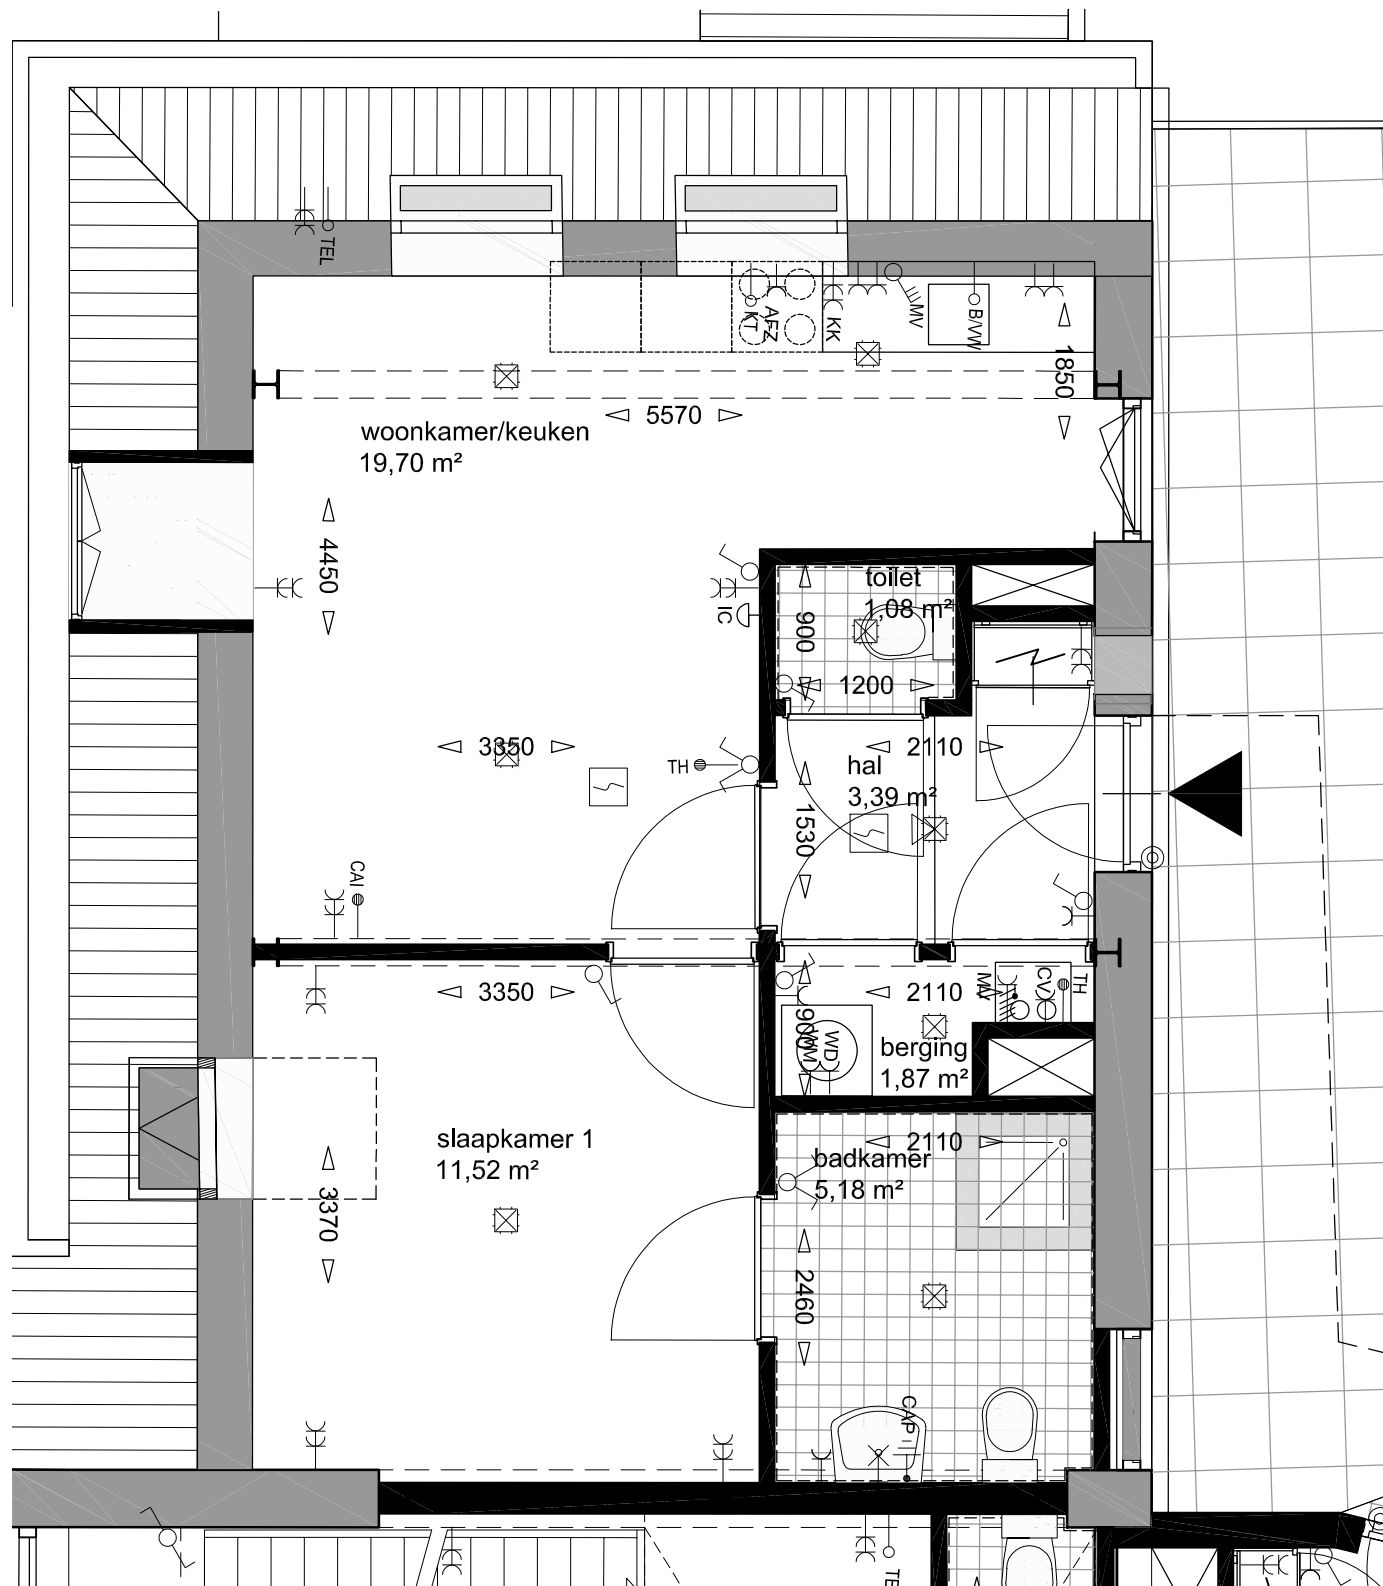 TEL
KT
AFZ
KK
MV
B/VW
1850
5570
woonkamer/keuken
19,70 m²
4450
IC
toilet
1,08 m²
900
1200
3350
TH
hal
3,39 m²
2110
1530
CAI
3350
2110
MV
CV
TH
900
WM
WD
berging
1,87 m²
slaapkamer 1
11,52 m²
3370
2110
badkamer
5,18 m²
2460
CAP
TE